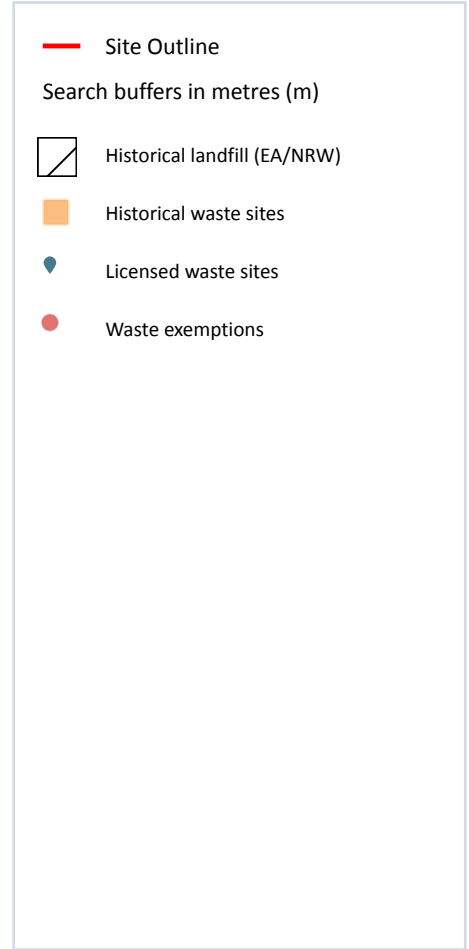 Site Outline
Search buffers in metres (m)
Historical landfill (EA/NRW)
Historical waste sites
Licensed waste sites
Waste exemptions